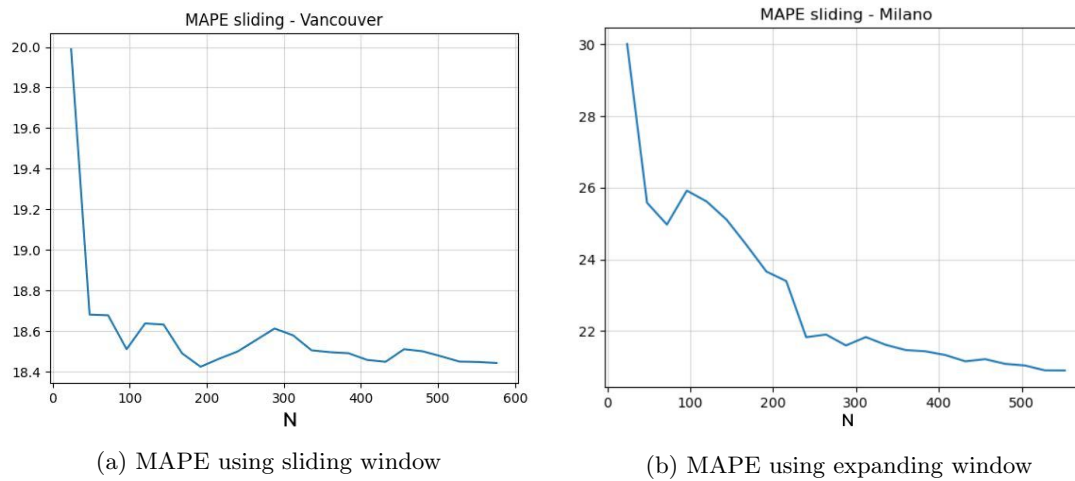 MAPE sliding - Vancouver
20.0
19.8
19.6
19.4
19.2
19.0
18.8
18.6
18.4
0 100 200 300 400 500 600
N
(a) MAPE using sliding window
MAPE sliding - Milano
30
28
26
24
22
0 100 200 300 400 500
N
(b) MAPE using expanding window